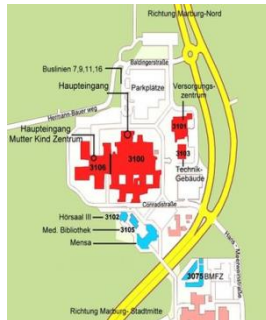 Richtung Marburg-Nord
Baldingerstraße
Buslinien 7,9,11,16
Hermann Bauer weg
Haupteingang
Parkplätze
Versorgungs-
zentrum
3101
Haupteingang
Mutter Kind Zentrum
3106
3100
3103
Technik-
Gebäude
Conradistraße
Hörsaal III
3102
Med. Bibliothek
3105
Mensa
Hans - Meerweinstraße
3075 BMFZ
Richtung Marburg- Stadtmitte